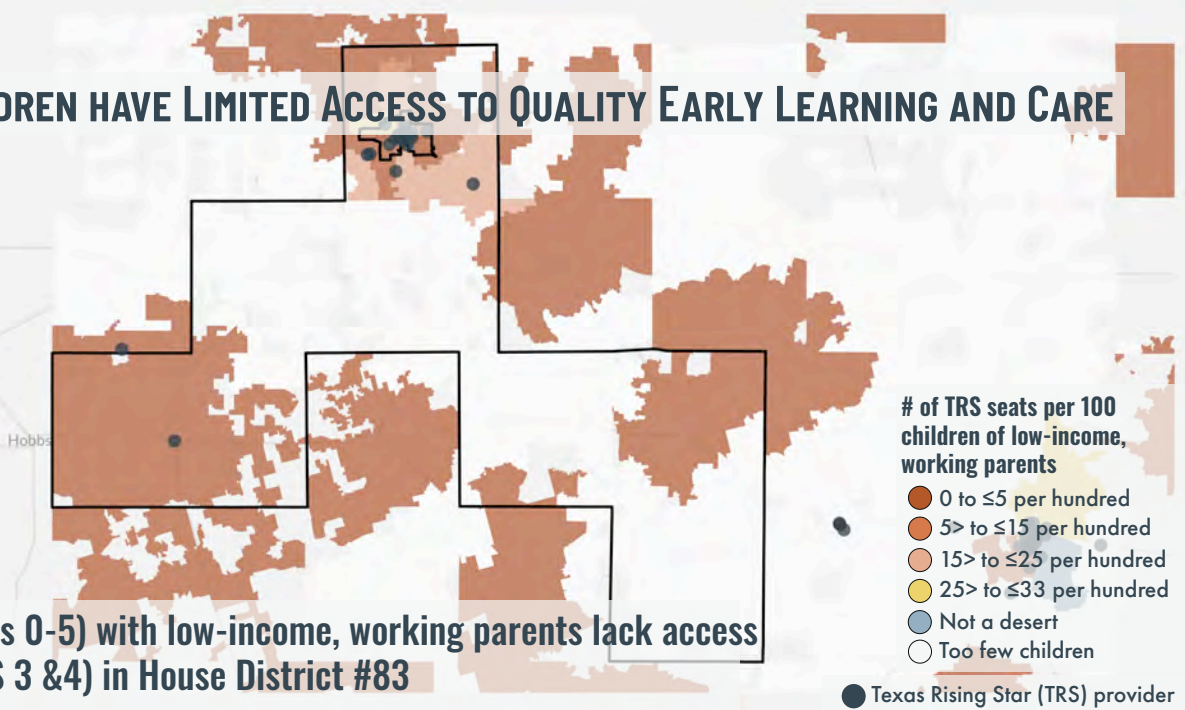 DREN HAVE LIMITED ACCESS TO QUALITY EARLY LEARNING AND CARE
Hobbs
# of TRS seats per 100
children of low-income,
working parents
0 to ≤5 per hundred
5> to ≤15 per hundred
15> to ≤25 per hundred
25> to ≤33 per hundred
Not a desert
Too few children
Texas Rising Star (TRS) provider
s 0-5) with low-income, working parents lack access
S 3 &4) in House District #83